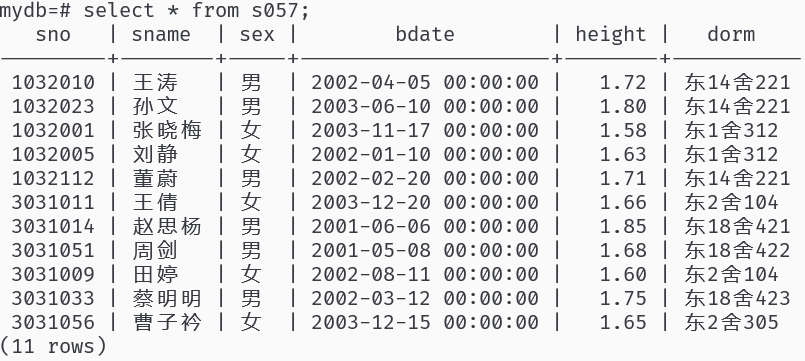 mydb=# select * from s057;
sno | sname | sex | bdate | height | dorm
---------+--------+-----+---------------------+--------+-----------
1032010 | 王涛 | 男 | 2002-04-05 00:00:00 | 1.72 | 东14舍221
1032023 | 孙文 | 男 | 2003-06-10 00:00:00 | 1.80 | 东14舍221
1032001 | 张晓梅 | 女 | 2003-11-17 00:00:00 | 1.58 | 东1舍312
1032005 | 刘静 | 女 | 2002-01-10 00:00:00 | 1.63 | 东1舍312
1032112 | 董蔚 | 男 | 2002-02-20 00:00:00 | 1.71 | 东14舍221
3031011 | 王倩 | 女 | 2003-12-20 00:00:00 | 1.66 | 东2舍104
3031014 | 赵思杨 | 男 | 2001-06-06 00:00:00 | 1.85 | 东18舍421
3031051 | 周剑 | 男 | 2001-05-08 00:00:00 | 1.68 | 东18舍422
3031009 | 田婷 | 女 | 2002-08-11 00:00:00 | 1.60 | 东2舍104
3031033 | 蔡明明 | 男 | 2002-03-12 00:00:00 | 1.75 | 东18舍423
3031056 | 曹子衿 | 女 | 2003-12-15 00:00:00 | 1.65 | 东2舍305
(11 rows)